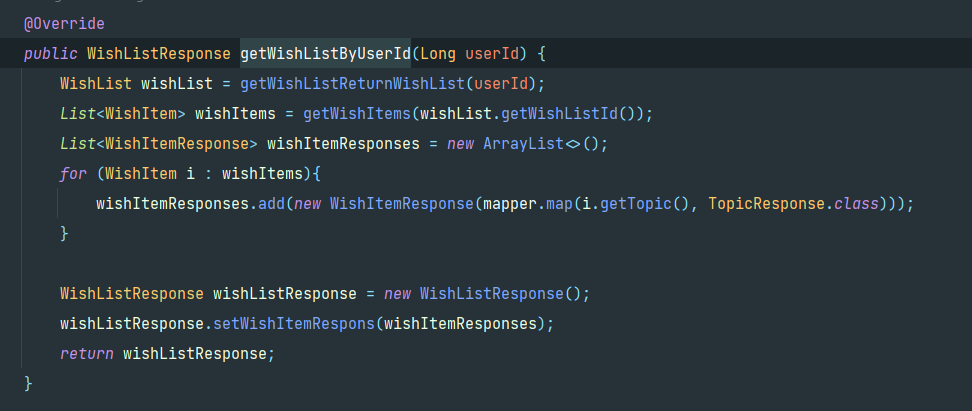 @Override
public WishListResponse getWishListByUserId(Long userId) {
WishList wishList = getWishListReturnWishList(userId);
List<WishItem> wishItems = getWishItems(wishList.getWishListId());
List<WishItemResponse> wishItemResponses = new ArrayList<>();
for (WishItem i : wishItems){
wishItemResponses.add(new WishItemResponse(mapper.map(i.getTopic(), TopicResponse.class)));
}
WishListResponse wishListResponse = new WishListResponse();
wishListResponse.setWishItemRespons(wishItemResponses);
return wishListResponse;
}